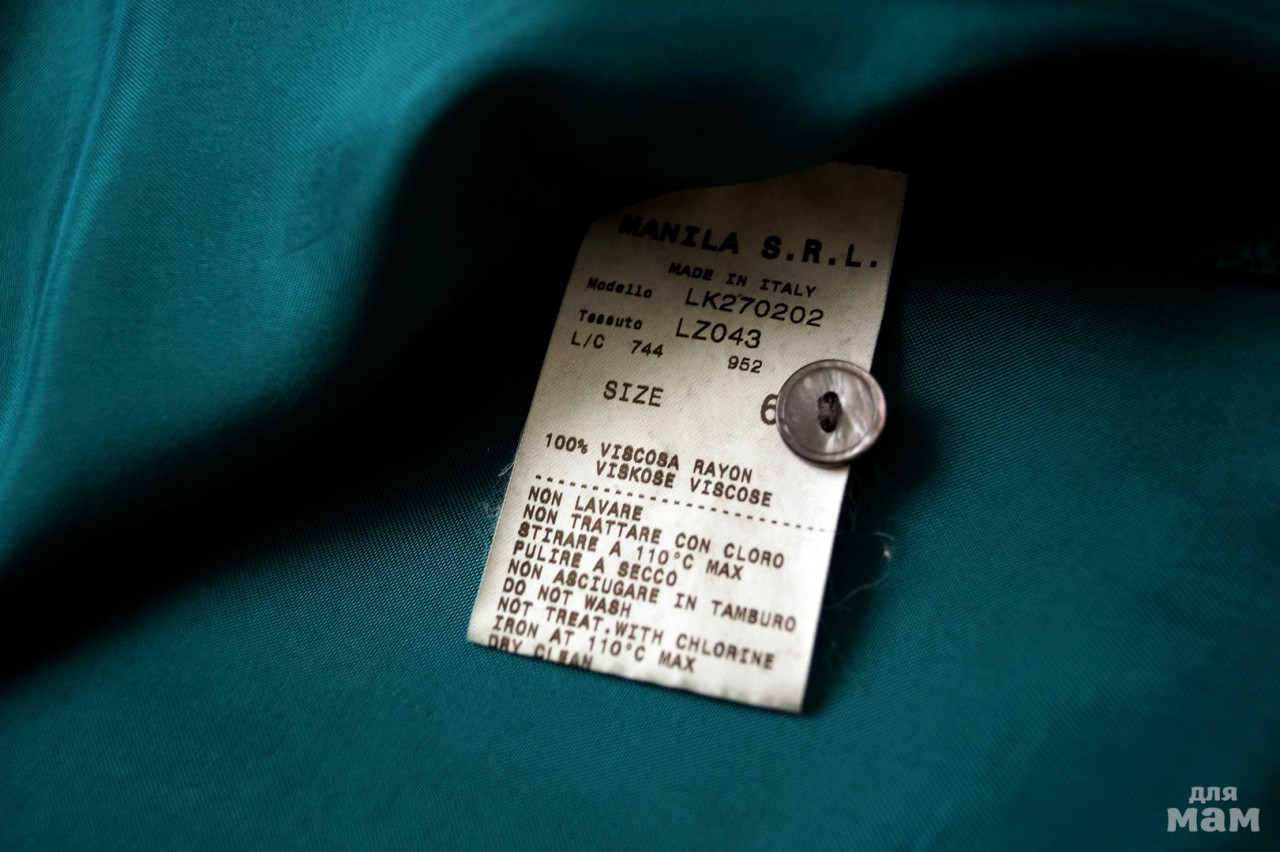 MANILA S.R.L.
MADE IN ITALY
Modello LK270202
Tessuto LZ043
L/C 744 952
SIZE 6
100% VISCOSA RAYON
VISKOSE VISCOSE
NON LAVARE
NON TRATTARE CON CLORO
STIRARE A 110°C MAX
PULIRE A SECCO
NON ASCIUGARE IN TAMBURO
DO NOT WASH
NOT TREAT.WITH CHLORINE
IRON AT 110°C MAX
DRY CLEAN
для
мам